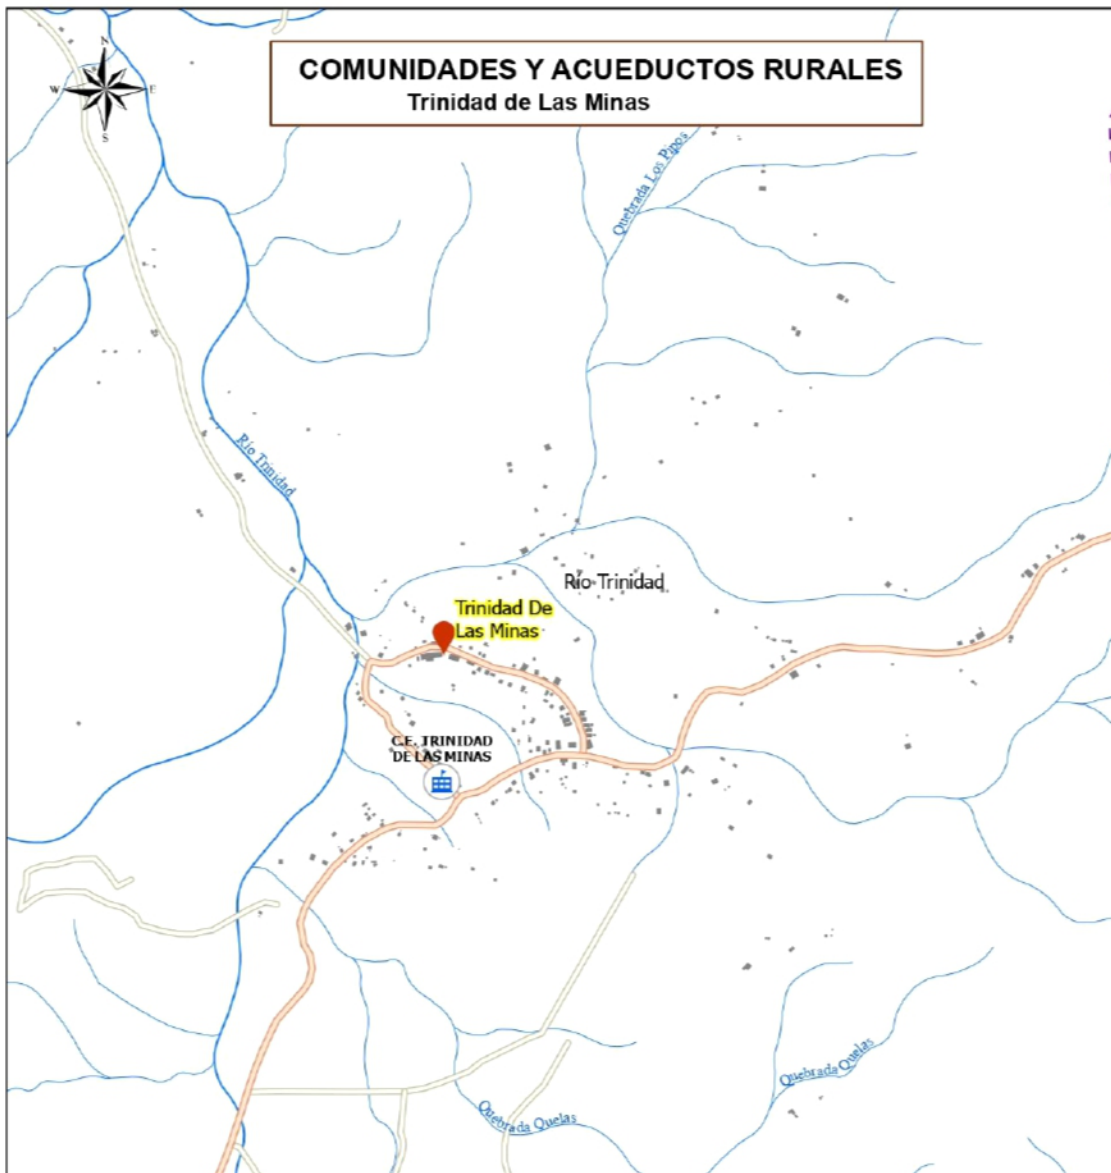 N
W E
S
COMUNIDADES Y ACUEDUCTOS RURALES
Trinidad de Las Minas
Quebrada Los Pipos
Río Trinidad
Río Trinidad
Trinidad De
Las Minas
C.E. TRINIDAD
DE LAS MINAS
Quebrada Quelas
Quebrada Quelas